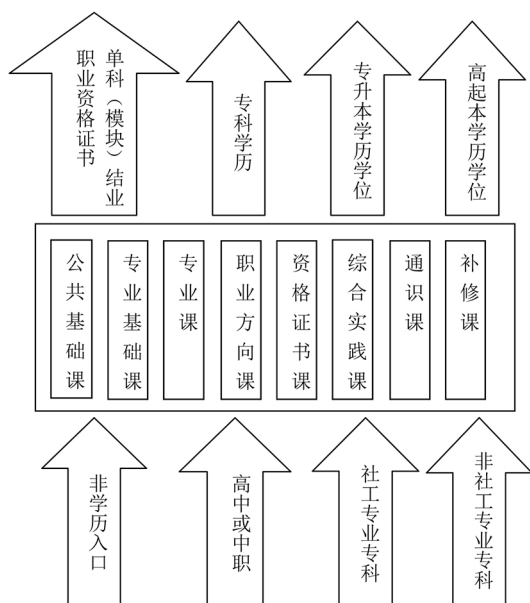 单科（模块）结业
职业资格证书
专科学历
专升本学历学位
高起本学历学位
公共基础课
专业基础课
专业课
职业方向课
资格证书课
综合实践课
通识课
补修课
非学历入口
高中或中职
社工专业专科
非社工专业专科